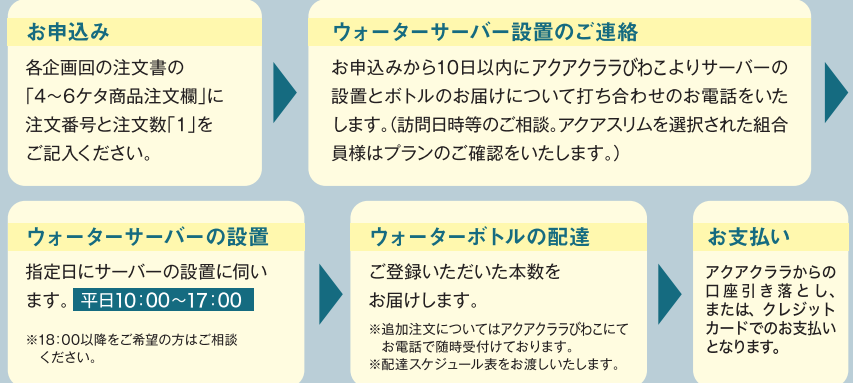 お申込み
各企画回の注文書の
「4～6ケタ商品注文欄」に
注文番号と注文数「1」を
ご記入ください。
ウォーターサーバー設置のご連絡
お申込みから10日以内にアクアクララびわこよりサーバーの
設置とボトルのお届けについて打ち合わせのお電話をいた
します。（訪問日時等のご相談。アクアスリムを選択された組合
員様はプランのご確認をいたします。）
ウォーターサーバーの設置
指定日にサーバーの設置に伺い
ます。 平日10：00～17：00
※18：00以降をご希望の方はご相談
ください。
ウォーターボトルの配達
ご登録いただいた本数を
お届けします。
※追加注文についてはアクアクララびわこにて
お電話で随時受付けております。
※配達スケジュール表をお渡しいたします。
お支払い
アクアクララからの
口座引き落とし、
または、クレジット
カードでのお支払い
となります。